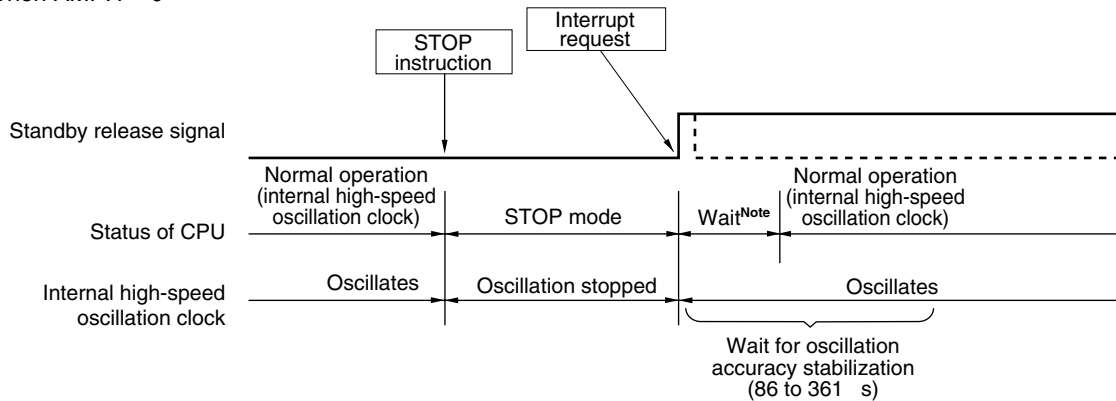 STOP
instruction
Interrupt
request
Standby release signal
Normal operation
(internal high-speed
oscillation clock)
STOP mode
Wait Note
Normal operation
(internal high-speed
oscillation clock)
Status of CPU
Internal high-speed
oscillation clock
Oscillates
Oscillation stopped
Oscillates
Wait for oscillation
accuracy stabilization
(86 to 361 s)